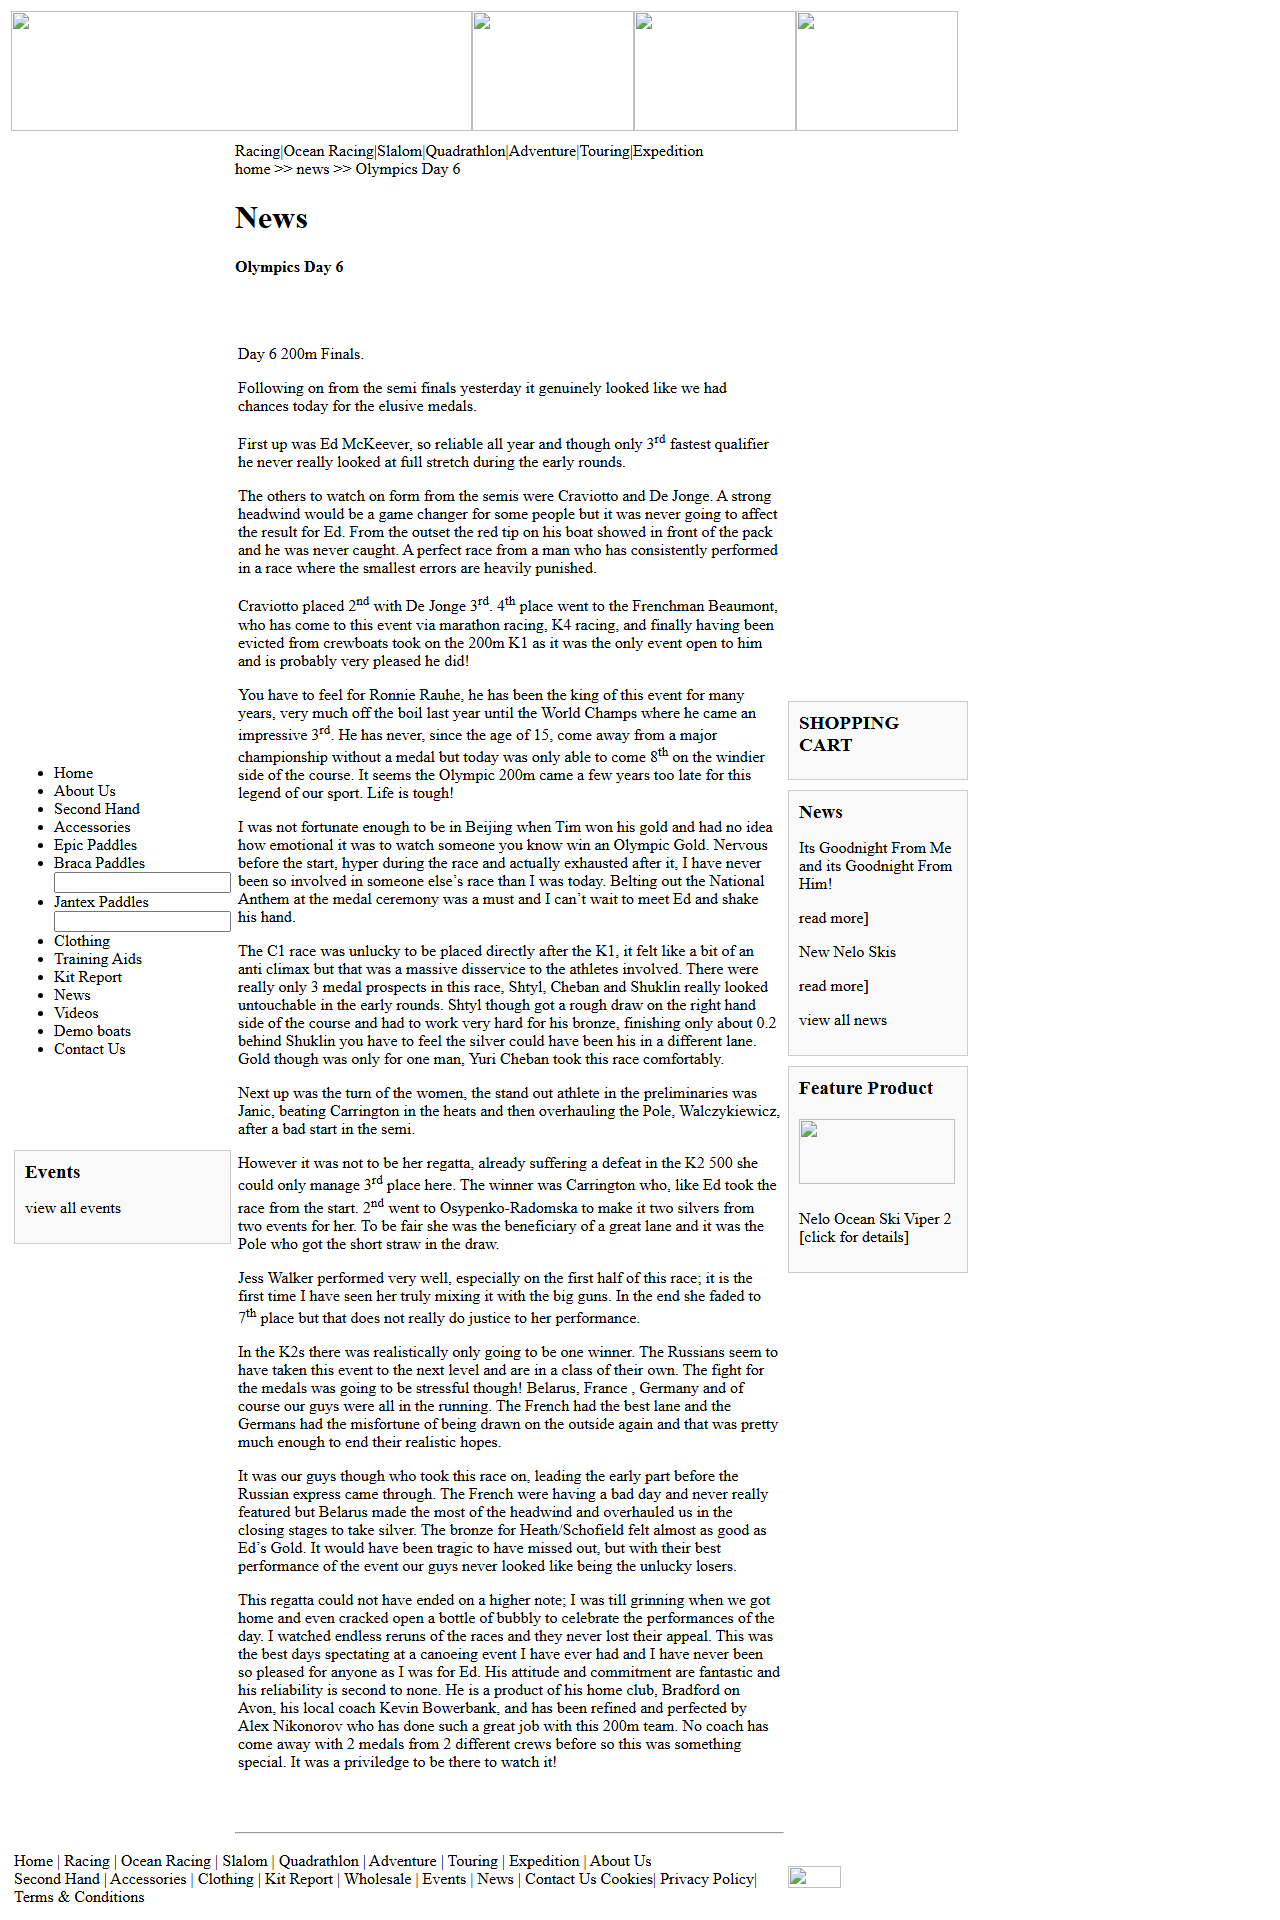 Racing|Ocean Racing|Slalom|Quadrathlon|Adventure|Touring|Expedition
home >> news >> Olympics Day 6
News
Olympics Day 6
Day 6 200m Finals.
Following on from the semi finals yesterday it genuinely looked like we had
chances today for the elusive medals.
First up was Ed McKeever, so reliable all year and though only 3rd fastest qualifier
he never really looked at full stretch during the early rounds.
The others to watch on form from the semis were Craviotto and De Jonge. A strong
headwind would be a game changer for some people but it was never going to affect
the result for Ed. From the outset the red tip on his boat showed in front of the pack
and he was never caught. A perfect race from a man who has consistently performed
in a race where the smallest errors are heavily punished.
Craviotto placed 2nd with De Jonge 3rd. 4th place went to the Frenchman Beaumont,
who has come to this event via marathon racing, K4 racing, and finally having been
evicted from crewboats took on the 200m K1 as it was the only event open to him
and is probably very pleased he did!
You have to feel for Ronnie Rauhe, he has been the king of this event for many
years, very much off the boil last year until the World Champs where he came an
impressive 3rd. He has never, since the age of 15, come away from a major
championship without a medal but today was only able to come 8th on the windier
side of the course. It seems the Olympic 200m came a few years too late for this
legend of our sport. Life is tough!
I was not fortunate enough to be in Beijing when Tim won his gold and had no idea
how emotional it was to watch someone you know win an Olympic Gold. Nervous
before the start, hyper during the race and actually exhausted after it, I have never
been so involved in someone else’s race than I was today. Belting out the National
Anthem at the medal ceremony was a must and I can’t wait to meet Ed and shake
his hand.
The C1 race was unlucky to be placed directly after the K1, it felt like a bit of an
anti climax but that was a massive disservice to the athletes involved. There were
really only 3 medal prospects in this race, Shtyl, Cheban and Shuklin really looked
untouchable in the early rounds. Shtyl though got a rough draw on the right hand
side of the course and had to work very hard for his bronze, finishing only about 0.2
behind Shuklin you have to feel the silver could have been his in a different lane.
Gold though was only for one man, Yuri Cheban took this race comfortably.
Next up was the turn of the women, the stand out athlete in the preliminaries was
Janic, beating Carrington in the heats and then overhauling the Pole, Walczykiewicz,
after a bad start in the semi.
However it was not to be her regatta, already suffering a defeat in the K2 500 she
could only manage 3rd place here. The winner was Carrington who, like Ed took the
race from the start. 2nd went to Osypenko-Radomska to make it two silvers from
two events for her. To be fair she was the beneficiary of a great lane and it was the
Pole who got the short straw in the draw.
Jess Walker performed very well, especially on the first half of this race; it is the
first time I have seen her truly mixing it with the big guns. In the end she faded to
7th place but that does not really do justice to her performance.
In the K2s there was realistically only going to be one winner. The Russians seem to
have taken this event to the next level and are in a class of their own. The fight for
the medals was going to be stressful though! Belarus, France , Germany and of
course our guys were all in the running. The French had the best lane and the
Germans had the misfortune of being drawn on the outside again and that was pretty
much enough to end their realistic hopes.
It was our guys though who took this race on, leading the early part before the
Russian express came through. The French were having a bad day and never really
featured but Belarus made the most of the headwind and overhauled us in the
closing stages to take silver. The bronze for Heath/Schofield felt almost as good as
Ed’s Gold. It would have been tragic to have missed out, but with their best
performance of the event our guys never looked like being the unlucky losers.
This regatta could not have ended on a higher note; I was till grinning when we got
home and even cracked open a bottle of bubbly to celebrate the performances of the
day. I watched endless reruns of the races and they never lost their appeal. This was
the best days spectating at a canoeing event I have ever had and I have never been
so pleased for anyone as I was for Ed. His attitude and commitment are fantastic and
his reliability is second to none. He is a product of his home club, Bradford on
Avon, his local coach Kevin Bowerbank, and has been refined and perfected by
Alex Nikonorov who has done such a great job with this 200m team. No coach has
come away with 2 medals from 2 different crews before so this was something
special. It was a priviledge to be there to watch it!
Home
About Us
Second Hand
Accessories
Epic Paddles
Braca Paddles
Jantex Paddles
Clothing
Training Aids
Kit Report
News
Videos
Demo boats
Contact Us
Events
view all events
SHOPPING
CART
News
Its Goodnight From Me
and its Goodnight From
Him!
read more]
New Nelo Skis
read more]
view all news
Feature Product
Nelo Ocean Ski Viper 2
[click for details]
Home | Racing | Ocean Racing | Slalom | Quadrathlon | Adventure | Touring | Expedition | About Us
Second Hand | Accessories | Clothing | Kit Report | Wholesale | Events | News | Contact Us Cookies| Privacy Policy|
Terms & Conditions